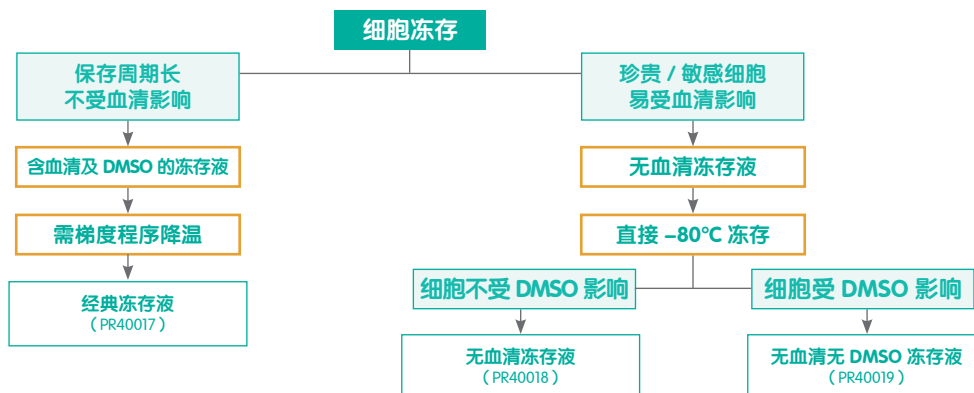 细胞冻存
保存周期长
不受血清影响
珍贵 / 敏感细胞
易受血清影响
含血清及 DMSO 的冻存液
无血清冻存液
需梯度程序降温
直接 –80℃ 冻存
细胞不受 DMSO 影响
细胞受 DMSO 影响
经典冻存液
（PR40017）
无血清冻存液
（PR40018）
无血清无 DMSO 冻存液
（PR40019）